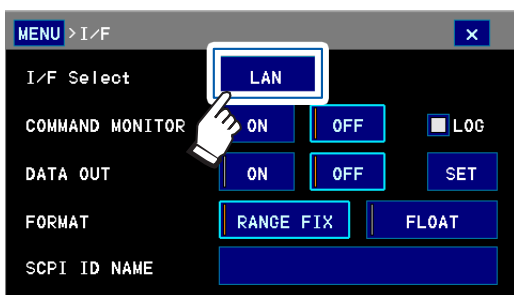 MENU > I/F ×
I/F Select LAN
COMMAND MONITOR ON OFF LOG
DATA OUT ON OFF SET
FORMAT RANGE FIX FLOAT
SCPI ID NAME